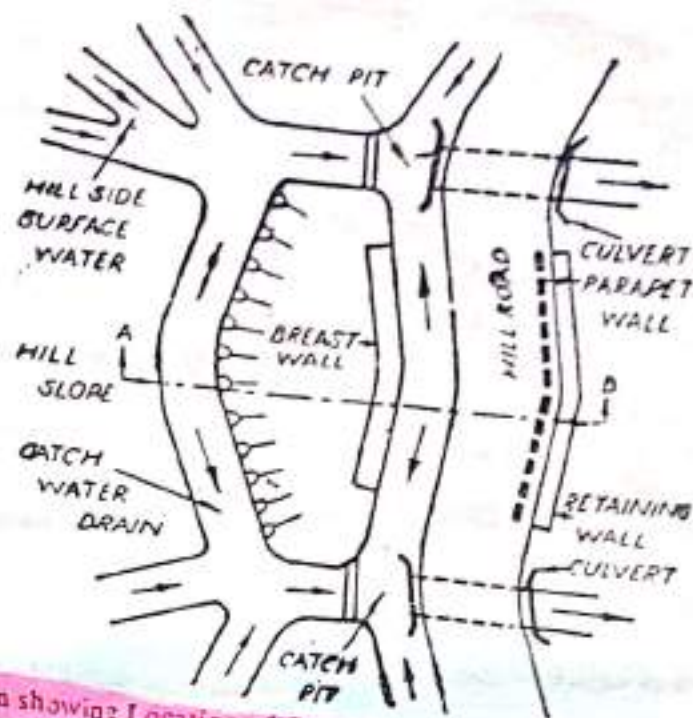 CATCH PIT
HILL SIDE
SURFACE
WATER
CULVERT
PARAPET
WALL
HILL ROAD
BREAST
WALL
A
B
HILL
SLOPE
CATCH
WATER
DRAIN
RETAINING
WALL
CULVERT
CATCH
PIT
showing Location